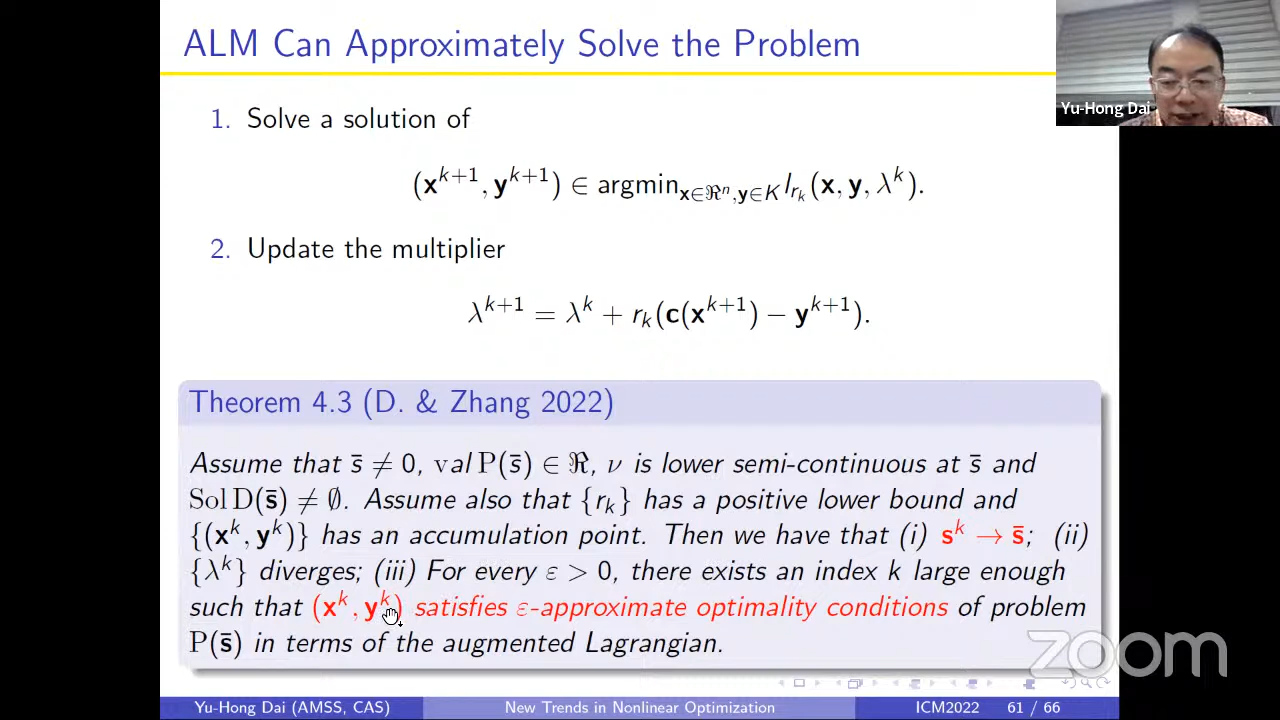 ALM Can Approximately Solve the Problem
Yu-Hong Dai
1. Solve a solution of
(x^{k+1}, y^{k+1}) ∈ argmin_{x∈ℜ^n, y∈K} l_{r_k}(x, y, λ^k).
2. Update the multiplier
λ^{k+1} = λ^k + r_k(c(x^{k+1}) − y^{k+1}).
Theorem 4.3 (D. & Zhang 2022)
Assume that s̄ ≠ 0, val P(s̄) ∈ ℜ, ν is lower semi-continuous at s̄ and
Sol D(s̄) ≠ ∅. Assume also that {r_k} has a positive lower bound and
{(x^k, y^k)} has an accumulation point. Then we have that (i) s^k → s̄; (ii)
{λ^k} diverges; (iii) For every ε > 0, there exists an index k large enough
such that (x^k, y^k) satisfies ε-approximate optimality conditions of problem
P(s̄) in terms of the augmented Lagrangian.
zoom
Yu-Hong Dai (AMSS, CAS) New Trends in Nonlinear Optimization ICM2022 61 / 66